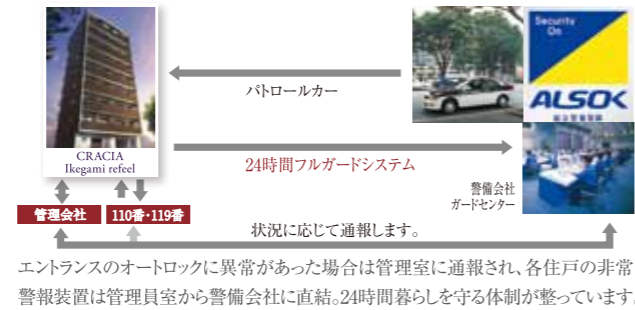 Security
On
ALSOK
パトロールカー
CRACIA
Ikegami refeel
24時間フルガードシステム
警備会社
ガードセンター
管理会社
110番・119番
状況に応じて通報します。
エントランスのオートロックに異常があった場合は管理室に通報され、各住戸の非常
警報装置は管理員室から警備会社に直結。24時間暮らしを守る体制が整っています。